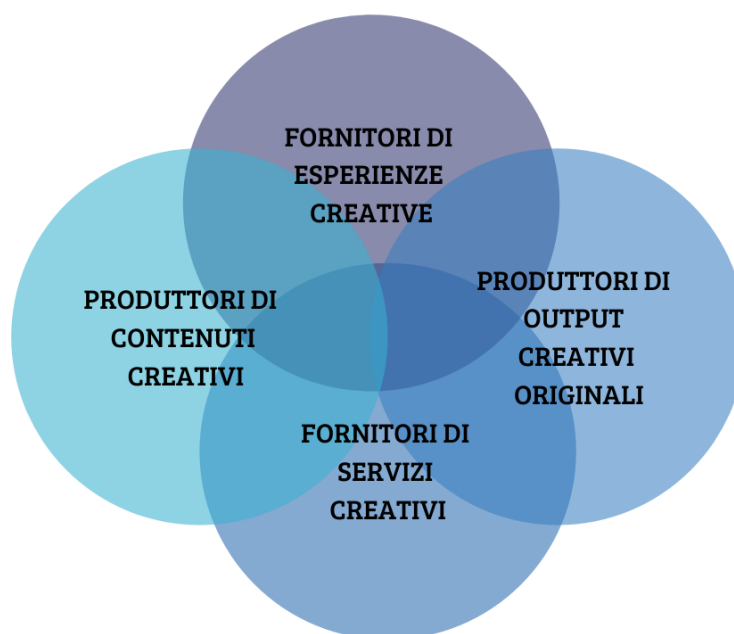 FORNITORI DI
ESPERIENZE
CREATIVE
PRODUTTORI DI
CONTENUTI
CREATIVI
PRODUTTORI DI
OUTPUT
CREATIVI
ORIGINALI
FORNITORI DI
SERVIZI
CREATIVI